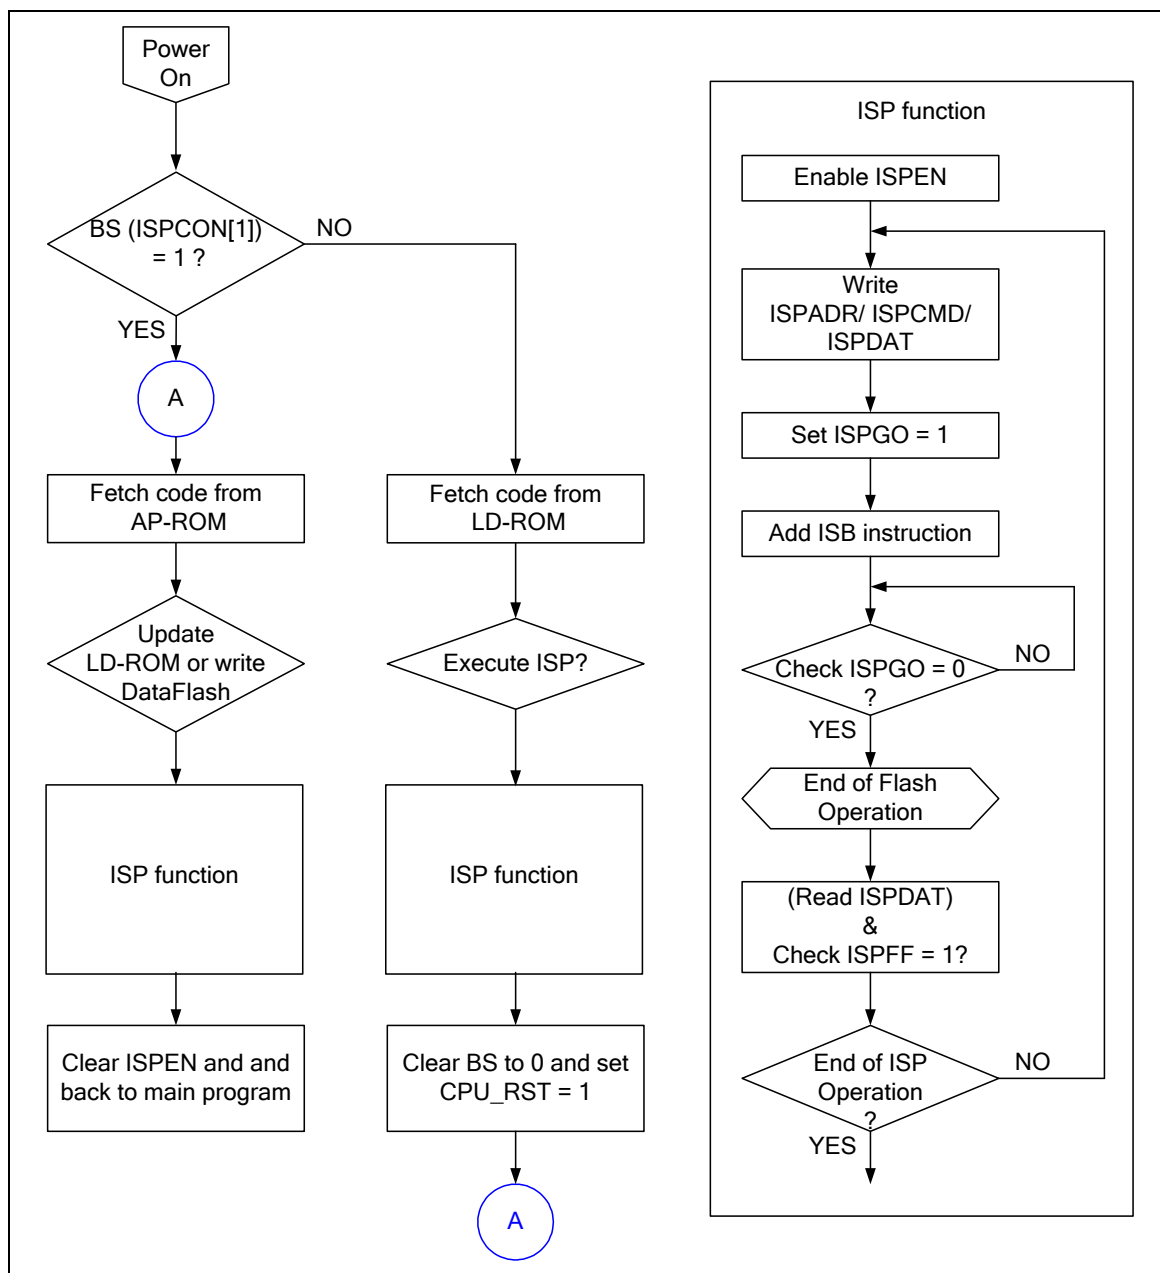 Power
On
BS (ISPCON[1])
= 1 ?
NO
YES
A
Fetch code from
AP-ROM
Update
LD-ROM or write
DataFlash
ISP function
Clear ISPEN and and
back to main program
Fetch code from
LD-ROM
Execute ISP?
ISP function
Clear BS to 0 and set
CPU_RST = 1
A
ISP function
Enable ISPEN
Write
ISPADR/ ISPCMD/
ISPDAT
Set ISPGO = 1
Add ISB instruction
Check ISPGO = 0
?
NO
YES
End of Flash
Operation
(Read ISPDAT)
&
Check ISPFF = 1?
End of ISP
Operation
?
NO
YES